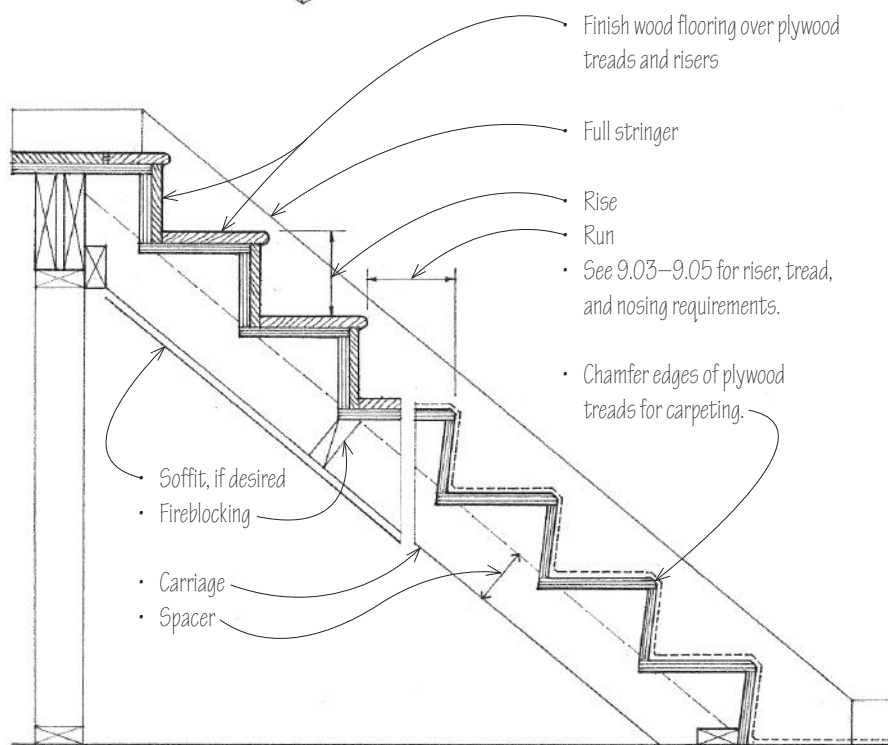 • Finish wood flooring over plywood
treads and risers
• Full stringer
• Rise
• Run
• See 9.03–9.05 for riser, tread,
and nosing requirements.
• Chamfer edges of plywood
treads for carpeting.
• Soffit, if desired
• Fireblocking
• Carriage
• Spacer